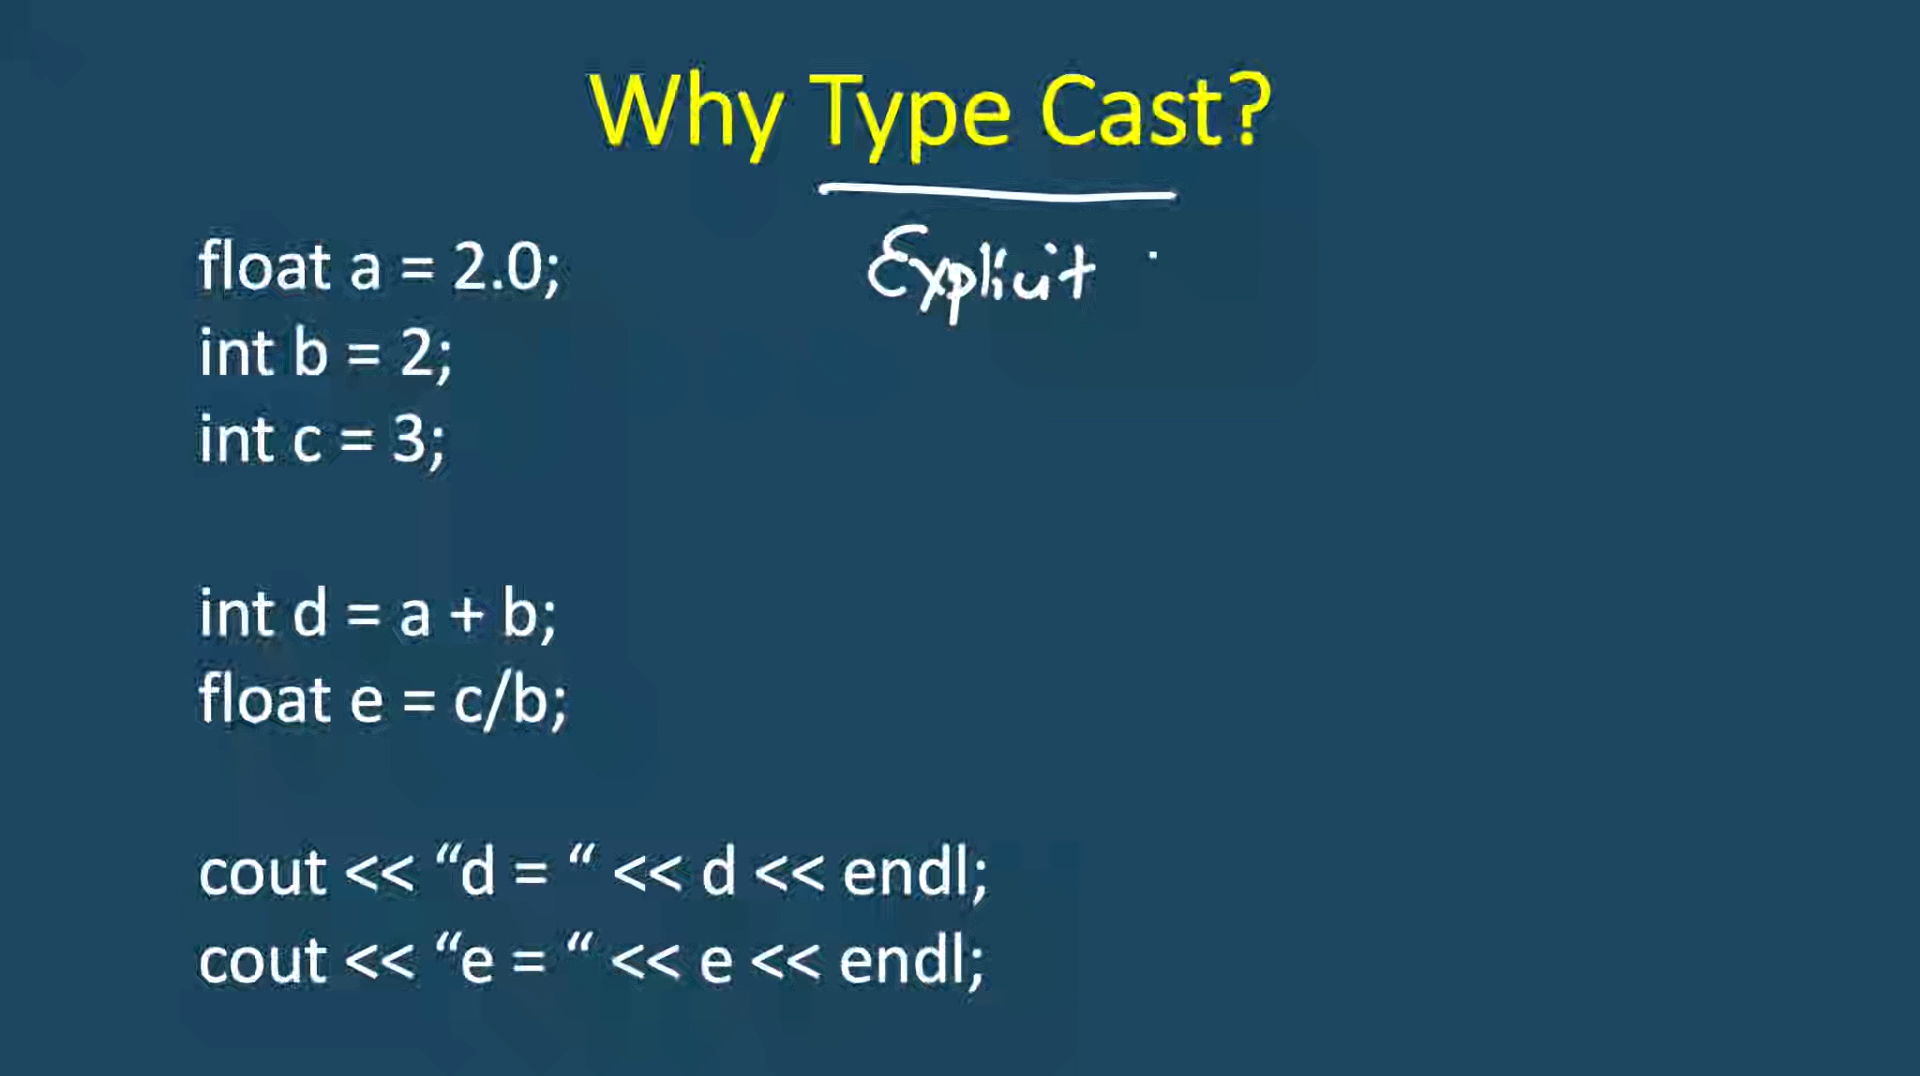 Why Type Cast?
Explicit
float a = 2.0;
int b = 2;
int c = 3;
int d = a + b;
float e = c/b;
cout << “d = “ << d << endl;
cout << “e = “ << e << endl;